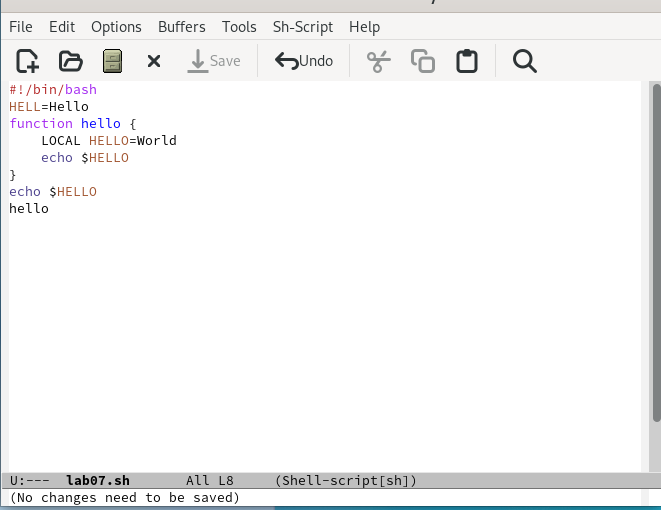 File Edit Options Buffers Tools Sh-Script Help
Save Undo
#!/bin/bash
HELL=Hello
function hello {
    LOCAL HELLO=World
    echo $HELLO
}
echo $HELLO
hello
U:--- lab07.sh All L8 (Shell-script[sh])
(No changes need to be saved)